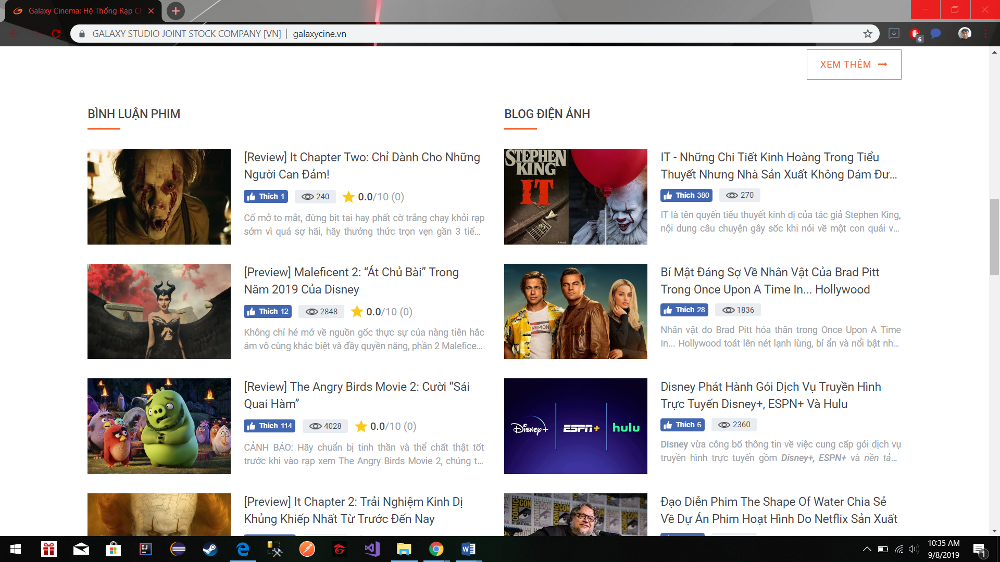 Galaxy Cinema: Hệ Thống Rạp Ch
GALAXY STUDIO JOINT STOCK COMPANY [VN] | galaxycine.vn
6
XEM THÊM
BÌNH LUẬN PHIM
[Review] It Chapter Two: Chỉ Dành Cho Những
Người Can Đảm!
Thích 1 240 0.0/10 (0)
Cố mở to mắt, đừng bịt tai hay phất cờ trắng chạy khỏi rạp
sớm vì quá sợ hãi, hãy thưởng thức trọn vẹn gần 3 tiế...
[Preview] Maleficent 2: “Át Chủ Bài” Trong
Năm 2019 Của Disney
Thích 12 2848 0.0/10 (0)
Không chỉ hé mở về nguồn gốc thực sự của nàng tiên hắc
ám vô cùng khác biệt và đầy quyền năng, phần 2 Malefice...
[Review] The Angry Birds Movie 2: Cười “Sái
Quai Hàm”
Thích 114 4028 0.0/10 (0)
CẢNH BÁO: Hãy chuẩn bị tinh thần và thể chất thật tốt
trước khi vào rạp xem The Angry Birds Movie 2, chúng t...
[Preview] It Chapter 2: Trải Nghiệm Kinh Dị
Khủng Khiếp Nhất Từ Trước Đến Nay
BLOG ĐIỆN ẢNH
STEPHEN
KING
IT
A Novel
IT - Những Chi Tiết Kinh Hoàng Trong Tiểu
Thuyết Nhưng Nhà Sản Xuất Không Dám Đư...
Thích 380 270
IT là tên quyển tiểu thuyết kinh dị của tác giả Stephen King,
nội dung câu chuyện gây sốc khi nói về một con quái v...
AMPION
Bí Mật Đáng Sợ Về Nhân Vật Của Brad Pitt
Trong Once Upon A Time In... Hollywood
Thích 28 1836
Nhân vật do Brad Pitt hóa thân trong Once Upon A Time
In... Hollywood toát lên nét lạnh lùng, bí ẩn và nổi bật nh...
Disney+ ESPN+ hulu
Disney Phát Hành Gói Dịch Vụ Truyền Hình
Trực Tuyến Disney+, ESPN+ Và Hulu
Thích 6 2360
Disney vừa công bố thông tin về việc cung cấp gói dịch vụ
truyền hình trực tuyến gồm Disney+, ESPN+ và nền tả...
COMIC CON
Đạo Diễn Phim The Shape Of Water Chia Sẻ
Về Dự Án Phim Hoạt Hình Do Netflix Sản Xuất
10:35 AM
9/8/2019
1